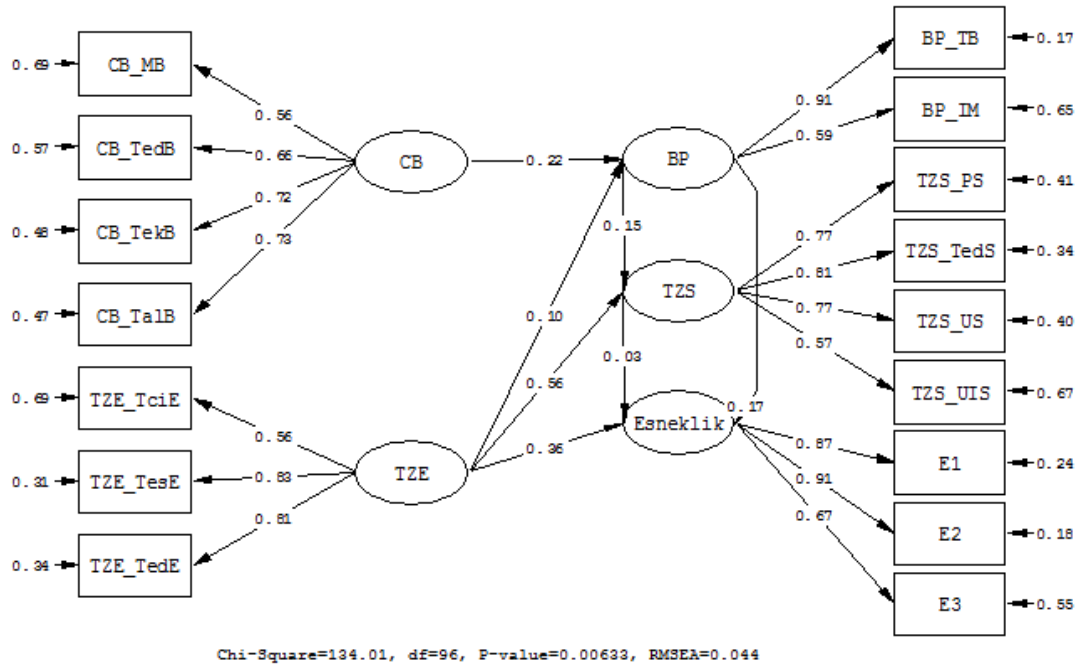 0.69 CB_MB
0.57 CB_TedB
0.48 CB_TekB
0.47 CB_TalB
0.69 TZE_TciE
0.31 TZE_TesE
0.34 TZE_TedE
0.56
0.66
0.72
0.73
0.56
0.83
0.81
CB
TZE
0.22
0.10
0.56
0.36
BP
0.15
TZS
0.03
Esneklik
0.17
0.91
0.59
0.77
0.81
0.77
0.57
0.87
0.91
0.67
BP_TB 0.17
BP_IM 0.65
TZS_PS 0.41
TZS_TedS 0.34
TZS_US 0.40
TZS_UIS 0.67
E1 0.24
E2 0.18
E3 0.55
Chi-Square=134.01, df=96, P-value=0.00633, RMSEA=0.044